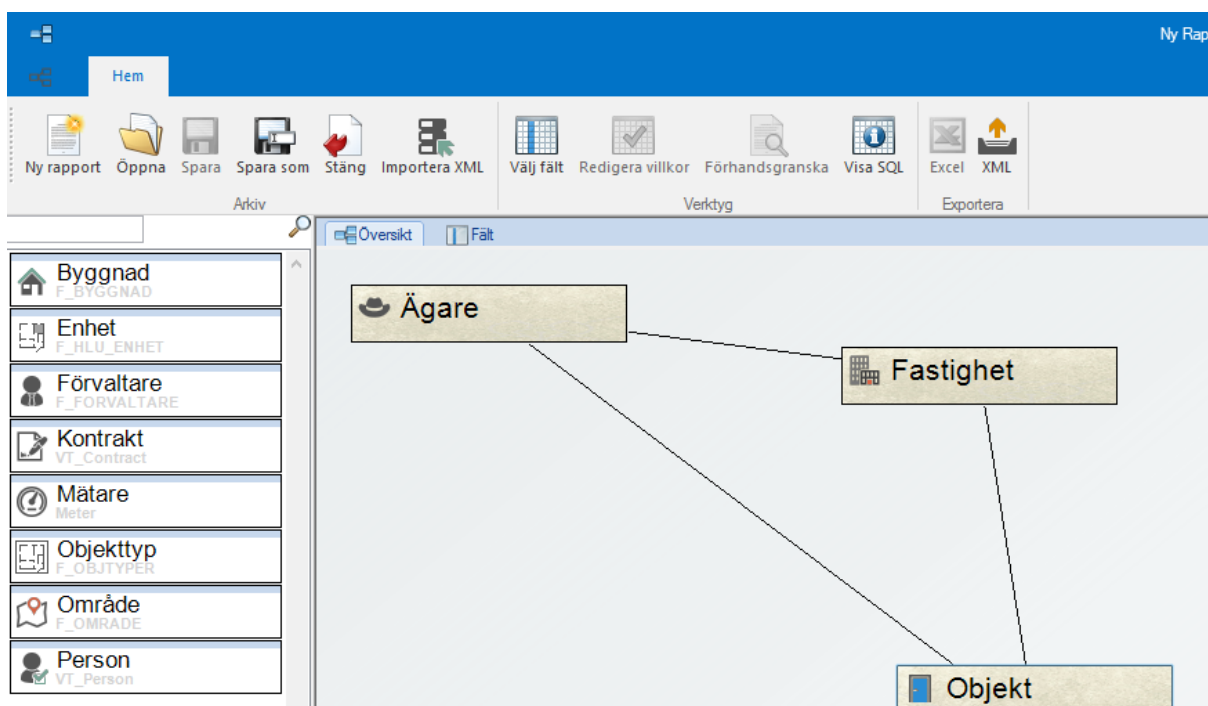 Ny Rap
Hem
Ny rapport Öppna Spara Spara som Stäng Importera XML Välj fält Redigera villkor Förhandsgranska Visa SQL Excel XML
Arkiv Verktyg Exportera
Översikt Fält
Byggnad
F_BYGGNAD
Enhet
F_HLU_ENHET
Förvaltare
F_FORVALTARE
Kontrakt
VT_Contract
Mätare
Meter
Objekttyp
F_OBJTYPER
Område
F_OMRADE
Person
VT_Person
Ägare
Fastighet
Objekt